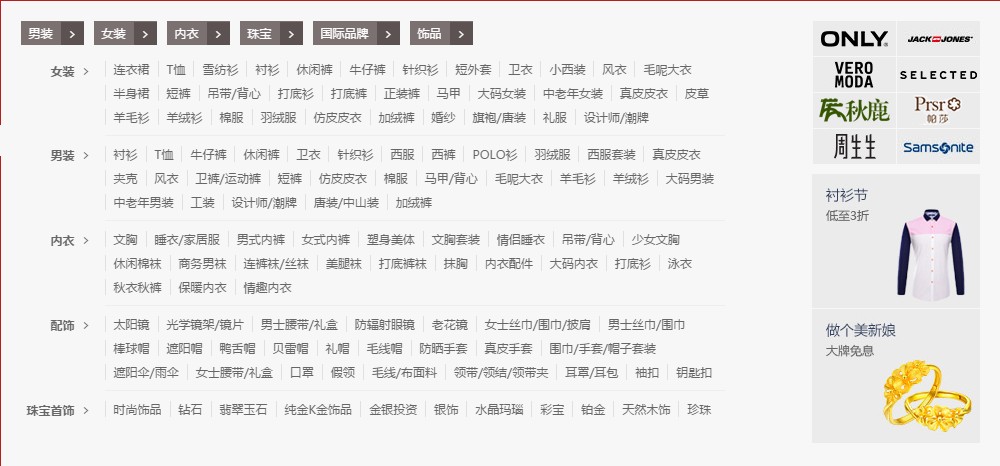 男装 > 女装 > 内衣 > 珠宝 > 国际品牌 > 饰品 >
女装 > 连衣裙 T恤 雪纺衫 衬衫 休闲裤 牛仔裤 针织衫 短外套 卫衣 小西装 风衣 毛呢大衣
半身裙 短裤 吊带/背心 打底衫 打底裤 正装裤 马甲 大码女装 中老年女装 真皮皮衣 皮草
羊毛衫 羊绒衫 棉服 羽绒服 仿皮皮衣 加绒裤 婚纱 旗袍/唐装 礼服 设计师/潮牌
男装 > 衬衫 T恤 牛仔裤 休闲裤 卫衣 针织衫 西服 西裤 POLO衫 羽绒服 西服套装 真皮皮衣
夹克 风衣 卫裤/运动裤 短裤 仿皮皮衣 棉服 马甲/背心 毛呢大衣 羊毛衫 羊绒衫 大码男装
中老年男装 工装 设计师/潮牌 唐装/中山装 加绒裤
内衣 > 文胸 睡衣/家居服 男式内裤 女式内裤 塑身美体 文胸套装 情侣睡衣 吊带/背心 少女文胸
休闲棉袜 商务男袜 连裤袜/丝袜 美腿袜 打底裤袜 抹胸 内衣配件 大码内衣 打底衫 泳衣
秋衣秋裤 保暖内衣 情趣内衣
配饰 > 太阳镜 光学镜架/镜片 男士腰带/礼盒 防辐射眼镜 老花镜 女士丝巾/围巾/披肩 男士丝巾/围巾
棒球帽 遮阳帽 鸭舌帽 贝雷帽 礼帽 毛线帽 防晒手套 真皮手套 围巾/手套/帽子套装
遮阳伞/雨伞 女士腰带/礼盒 口罩 假领 毛线/布面料 领带/领结/领带夹 耳罩/耳包 袖扣 钥匙扣
珠宝首饰 > 时尚饰品 钻石 翡翠玉石 纯金K金饰品 金银投资 银饰 水晶玛瑙 彩宝 铂金 天然木饰 珍珠
ONLY® JACK JONES®
VERO MODA SELECTED
秋鹿 Prsr 帕莎
周生生 Samsonite
衬衫节
低至3折
做个美新娘
大牌免息